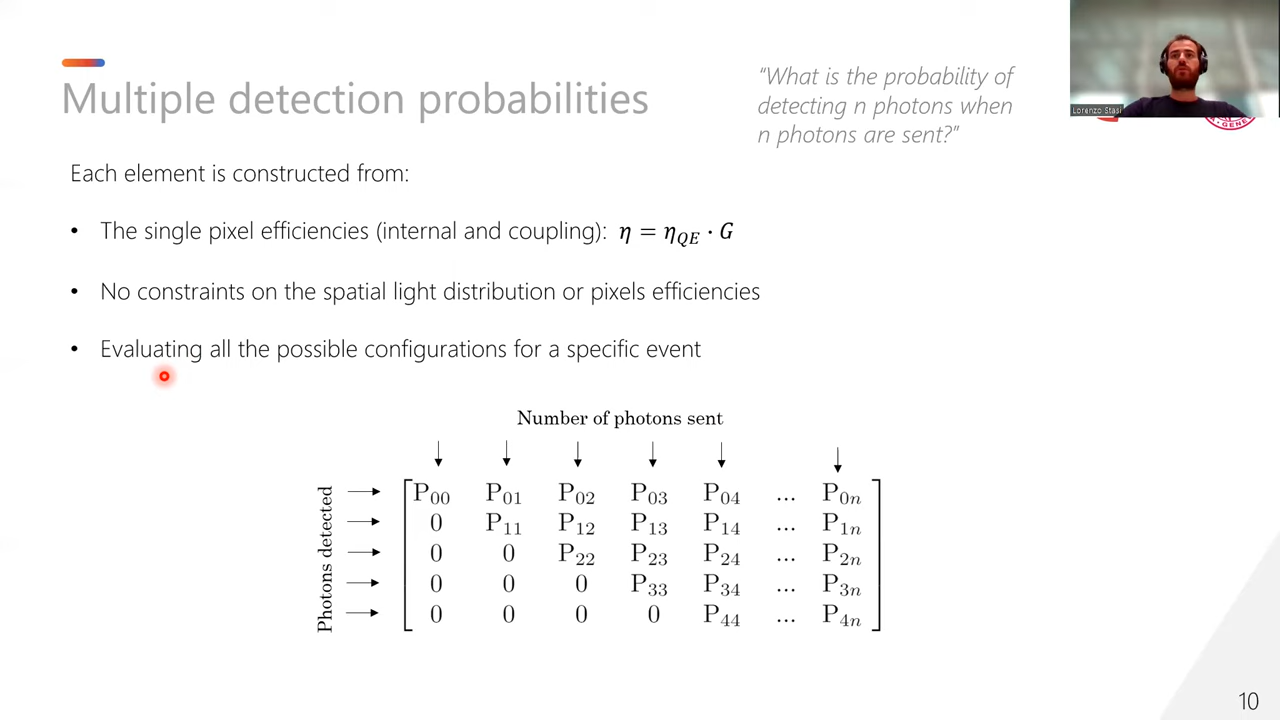 Multiple detection probabilities
"What is the probability of
detecting n photons when
n photons are sent?"
Lorenzo Stasi
GENE
Each element is constructed from:
• The single pixel efficiencies (internal and coupling): η = η_QE · G
• No constraints on the spatial light distribution or pixels efficiencies
• Evaluating all the possible configurations for a specific event
Number of photons sent
Photons detected
P₀₀ P₀₁ P₀₂ P₀₃ P₀₄ ... P₀ₙ
0 P₁₁ P₁₂ P₁₃ P₁₄ ... P₁ₙ
0 0 P₂₂ P₂₃ P₂₄ ... P₂ₙ
0 0 0 P₃₃ P₃₄ ... P₃ₙ
0 0 0 0 P₄₄ ... P₄ₙ
10